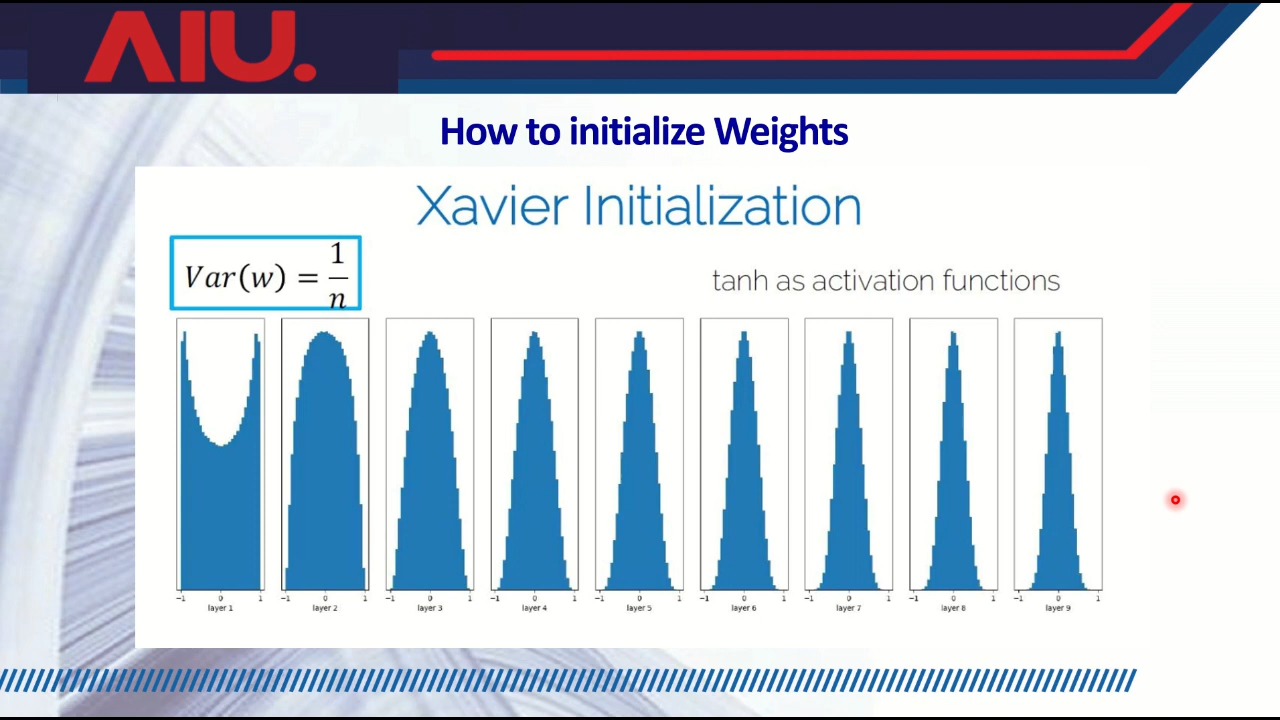 AIU.
How to initialize Weights
Xavier Initialization
Var(w) = 1/n
tanh as activation functions
-1 0 1 -1 0 1 -1 0 1 -1 0 1 -1 0 1 -1 0 1 -1 0 1 -1 0 1 -1 0 1
layer 1 layer 2 layer 3 layer 4 layer 5 layer 6 layer 7 layer 8 layer 9